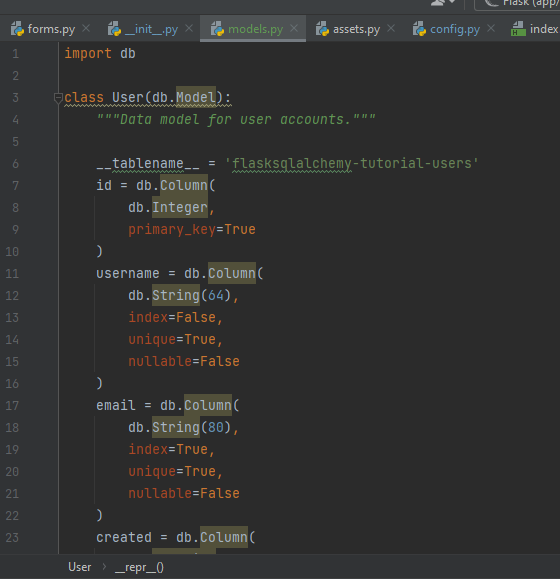 Flask (app/
forms.py × __init__.py × models.py × assets.py × config.py × index
1 import db
2
3 class User(db.Model):
4     """Data model for user accounts."""
5
6     __tablename__ = 'flasksqlalchemy-tutorial-users'
7     id = db.Column(
8         db.Integer,
9         primary_key=True
10     )
11     username = db.Column(
12         db.String(64),
13         index=False,
14         unique=True,
15         nullable=False
16     )
17     email = db.Column(
18         db.String(80),
19         index=True,
20         unique=True,
21         nullable=False
22     )
23     created = db.Column(
User › __repr__()